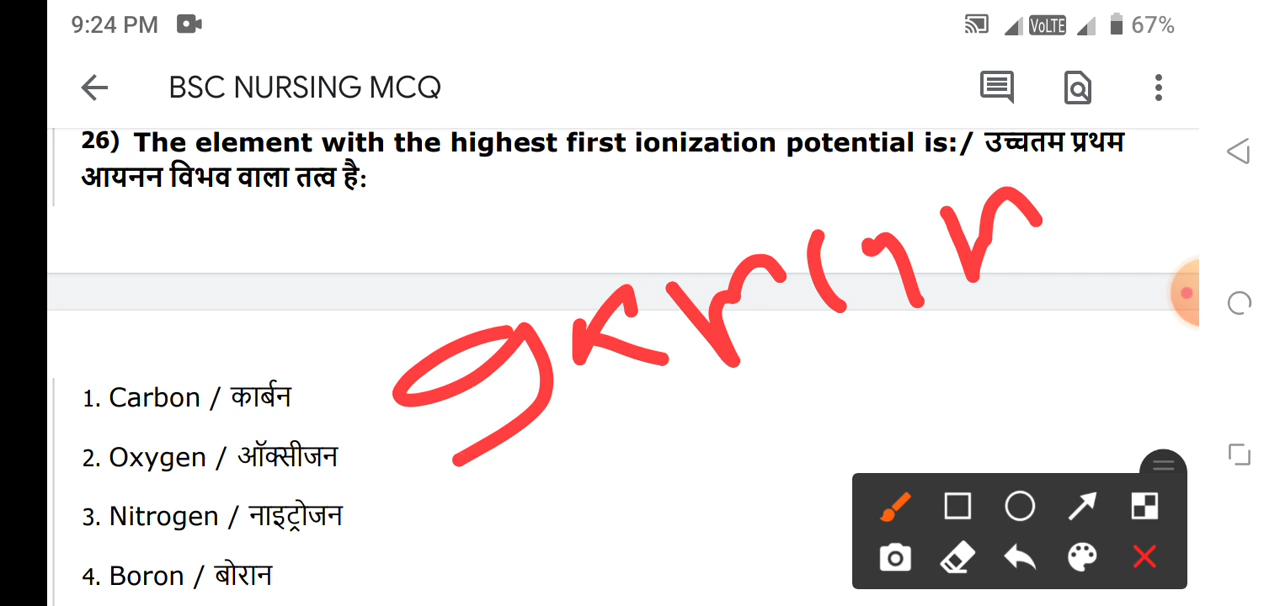 9:24 PM VoLTE 67%
BSC NURSING MCQ
26) The element with the highest first ionization potential is:/ उच्चतम प्रथम
आयनन विभव वाला तत्व है:
1. Carbon / कार्बन
2. Oxygen / ऑक्सीजन
3. Nitrogen / नाइट्रोजन
4. Boron / बोरान